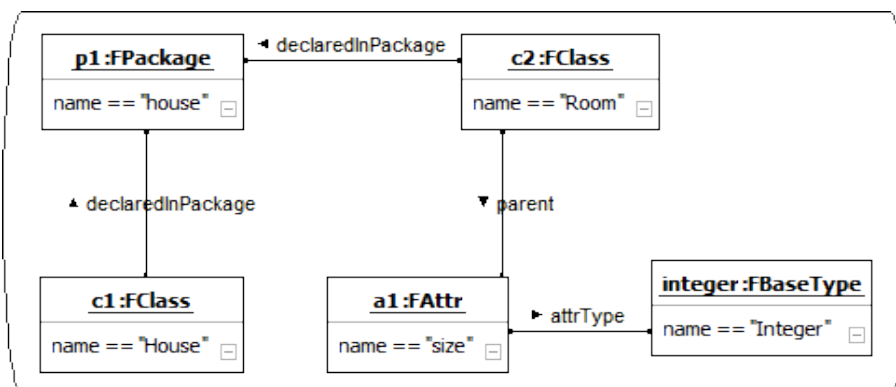 p1:FPackage
name == "house"
declaredInPackage
c2:FClass
name == "Room"
declaredInPackage
parent
c1:FClass
name == "House"
a1:FAttr
name == "size"
attrType
integer:FBaseType
name == "Integer"